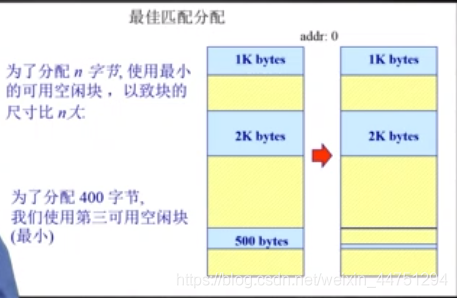 最佳匹配分配
addr: 0
为了分配 n 字节, 使用最小
的可用空闲块，以致块的
尺寸比 n大.
1K bytes
1K bytes
2K bytes
2K bytes
为了分配 400 字节,
我们使用第三可用空闲块
(最小)
500 bytes
https://blog.csdn.net/weixin_44751294